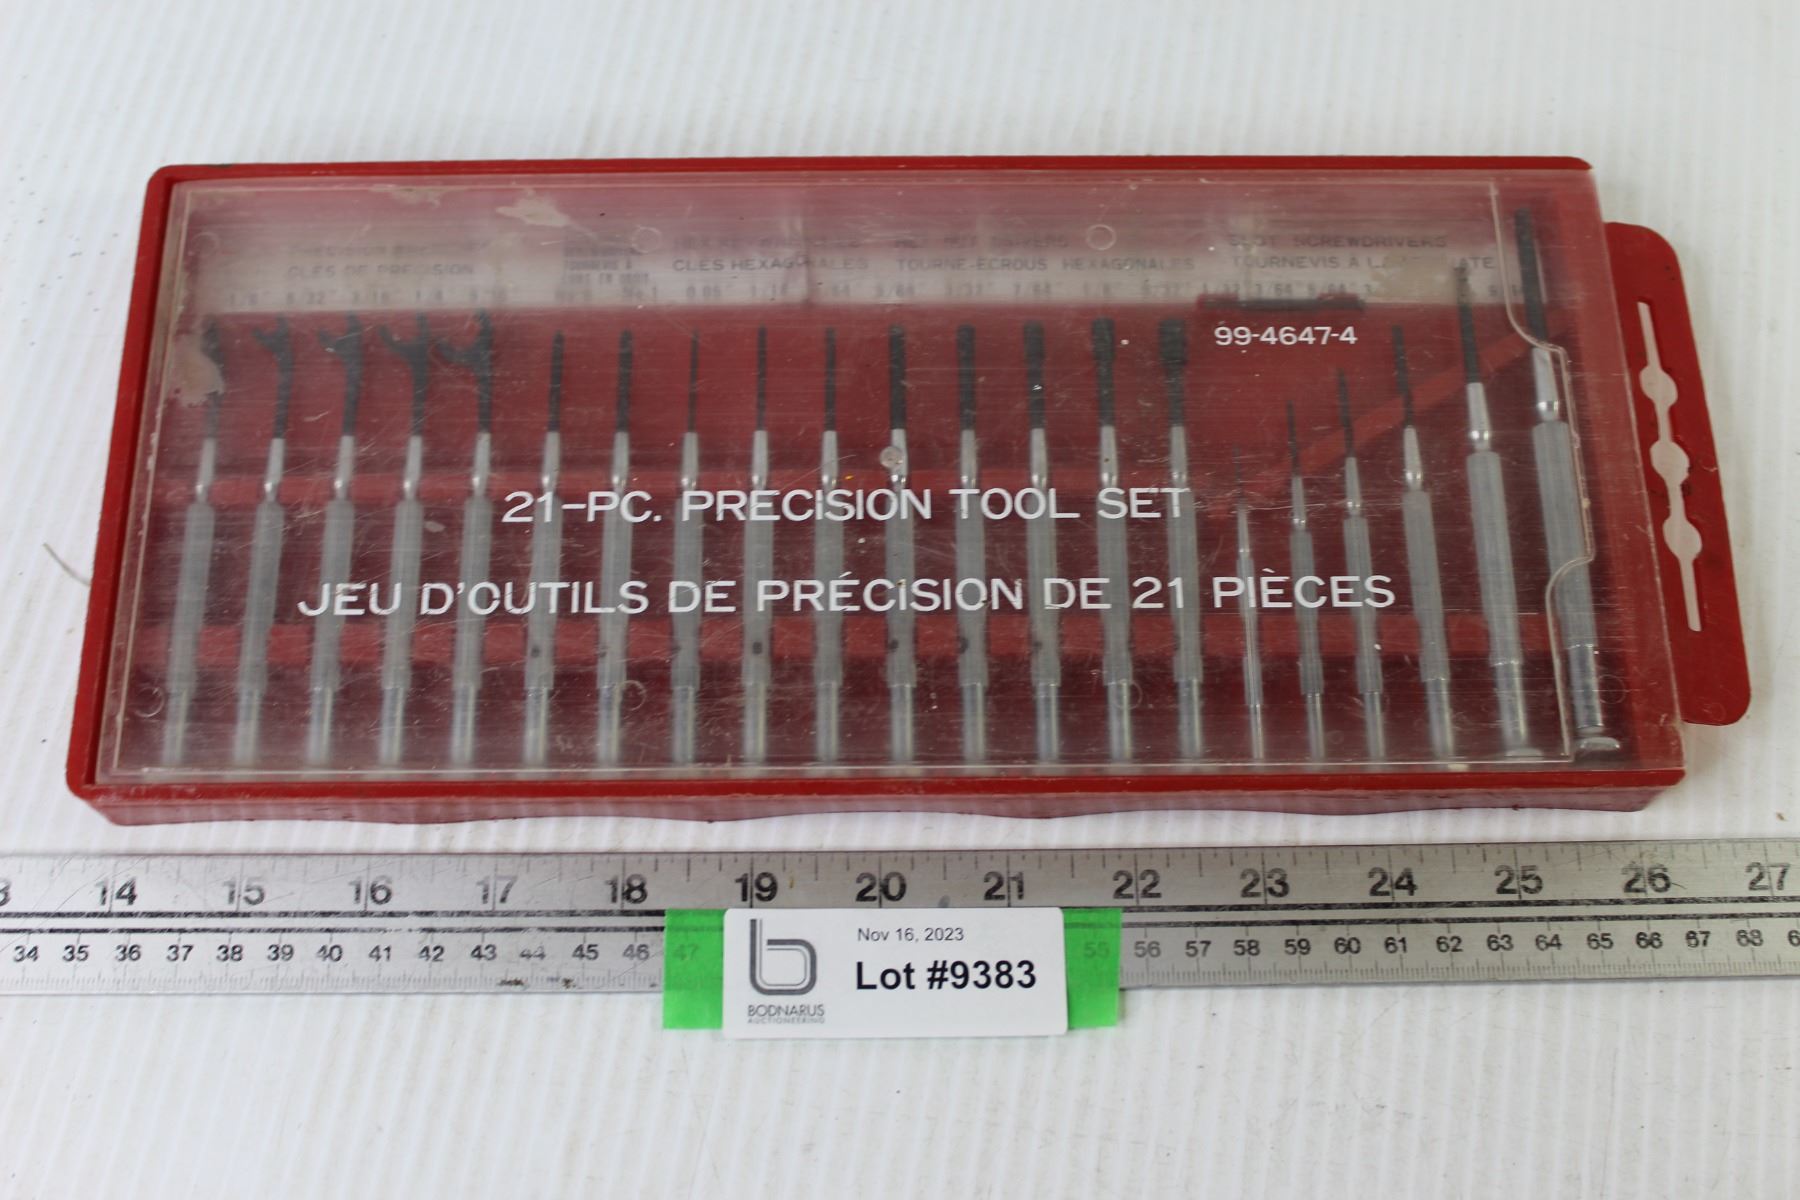 CLES DE PRECISION
CLES HEXAGONALES
TOURNE-ECROUS HEXAGONALES
SLOT SCREWDRIVERS
TOURNEVIS À
99-4647-4
21-PC. PRECISION TOOL SET
JEU D'OUTILS DE PRÉCISION DE 21 PIÈCES
14 15 16 17 18 19 20 21 22 23 24 25 26 27
34 35 36 37 38 39 40 41 42 43 44 45 46 47 55 56 57 58 59 60 61 62 63 64 65 66 67 68
Nov 16, 2023
Lot #9383
BODNARUS
AUCTIONEERING